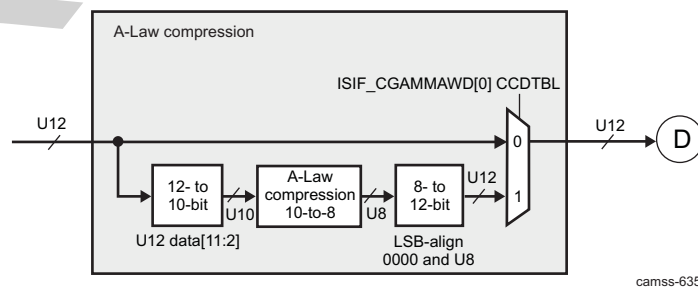 A-Law compression
ISIF_CGAMMAWD[0] CCDTBL
U12
U12
0
D
12- to
10-bit
U10
A-Law
compression
10-to-8
U8
8- to
12-bit
U12
1
U12 data[11:2]
LSB-align
0000 and U8
camss-635